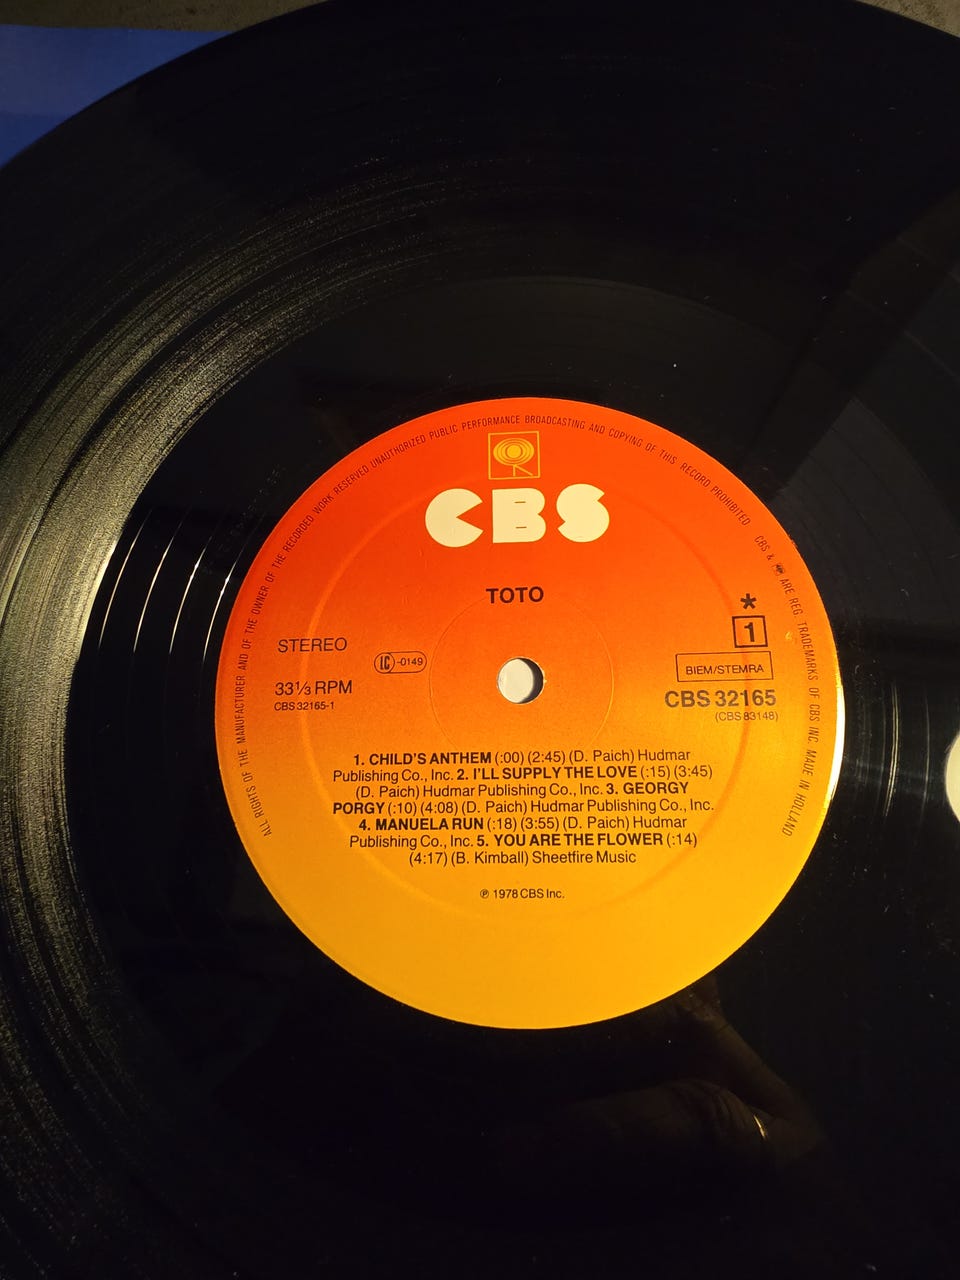 ALL RIGHTS OF THE MANUFACTURER AND OF THE OWNER OF THE RECORDED WORK RESERVED UNAUTHORIZED PUBLIC PERFORMANCE BROADCASTING AND COPYING OF THIS RECORD PROHIBITED
CBS & ARE REG. TRADEMARKS OF CBS INC. MADE IN HOLLAND
CBS
TOTO
*
STEREO
1
LC -0149
BIEM/STEMRA
33⅓ RPM
CBS 32165
CBS 32165-1
(CBS 83148)
1. CHILD'S ANTHEM (:00) (2:45) (D. Paich) Hudmar
Publishing Co., Inc. 2. I'LL SUPPLY THE LOVE (:15) (3:45)
(D. Paich) Hudmar Publishing Co., Inc. 3. GEORGY
PORGY (:10) (4:08) (D. Paich) Hudmar Publishing Co., Inc.
4. MANUELA RUN (:18) (3:55) (D. Paich) Hudmar
Publishing Co., Inc. 5. YOU ARE THE FLOWER (:14)
(4:17) (B. Kimball) Sheetfire Music
℗ 1978 CBS Inc.